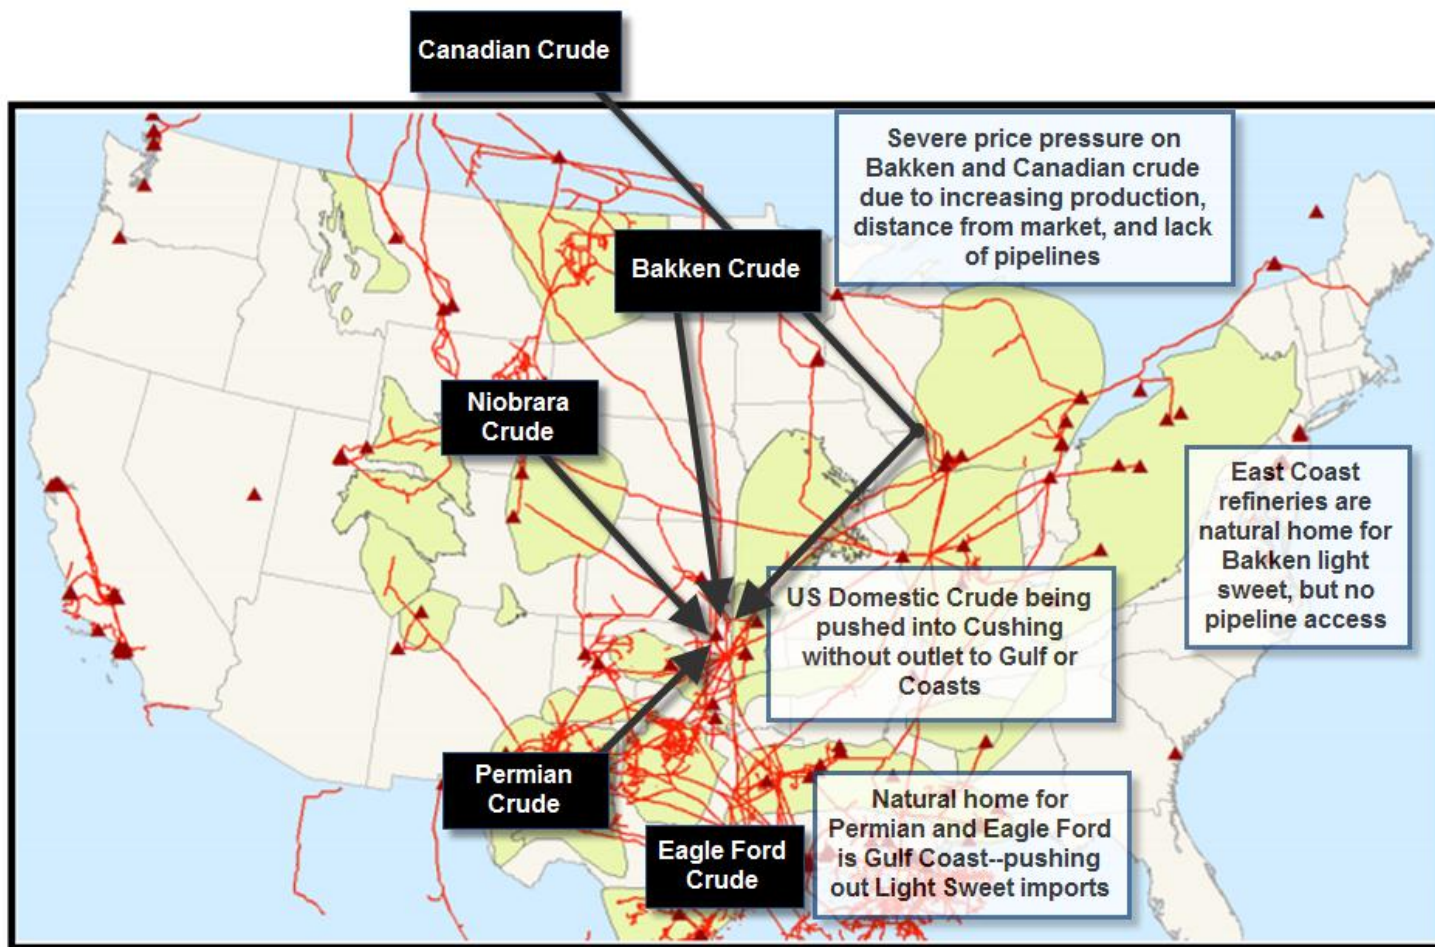 Canadian Crude
Severe price pressure on
Bakken and Canadian crude
due to increasing production,
distance from market, and lack
of pipelines
Bakken Crude
Niobrara
Crude
East Coast
refineries are
natural home for
Bakken light
sweet, but no
pipeline access
US Domestic Crude being
pushed into Cushing
without outlet to Gulf or
Coasts
Permian
Crude
Natural home for
Permian and Eagle Ford
is Gulf Coast--pushing
out Light Sweet imports
Eagle Ford
Crude